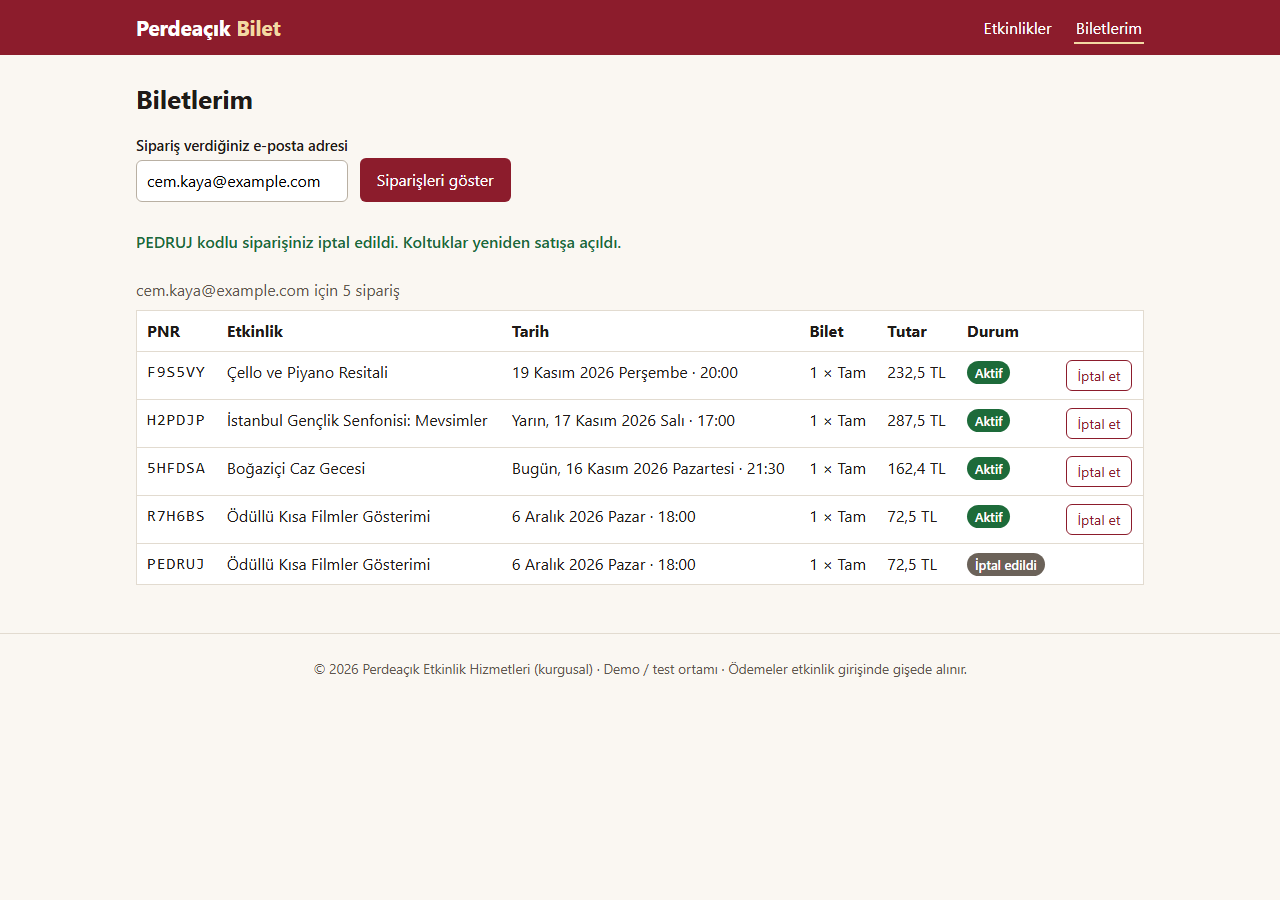 Perdeaçık Bilet Etkinlikler Biletlerim
Biletlerim
Sipariş verdiğiniz e-posta adresi
cem.kaya@example.com Siparişleri göster
PEDRUJ kodlu siparişiniz iptal edildi. Koltuklar yeniden satışa açıldı.
cem.kaya@example.com için 5 sipariş
PNR Etkinlik Tarih Bilet Tutar Durum
F9S5VY Çello ve Piyano Resitali 19 Kasım 2026 Perşembe · 20:00 1 × Tam 232,5 TL Aktif İptal et
H2PDJP İstanbul Gençlik Senfonisi: Mevsimler Yarın, 17 Kasım 2026 Salı · 17:00 1 × Tam 287,5 TL Aktif İptal et
5HFDSA Boğaziçi Caz Gecesi Bugün, 16 Kasım 2026 Pazartesi · 21:30 1 × Tam 162,4 TL Aktif İptal et
R7H6BS Ödüllü Kısa Filmler Gösterimi 6 Aralık 2026 Pazar · 18:00 1 × Tam 72,5 TL Aktif İptal et
PEDRUJ Ödüllü Kısa Filmler Gösterimi 6 Aralık 2026 Pazar · 18:00 1 × Tam 72,5 TL İptal edildi
© 2026 Perdeaçık Etkinlik Hizmetleri (kurgusal) · Demo / test ortamı · Ödemeler etkinlik girişinde gişede alınır.